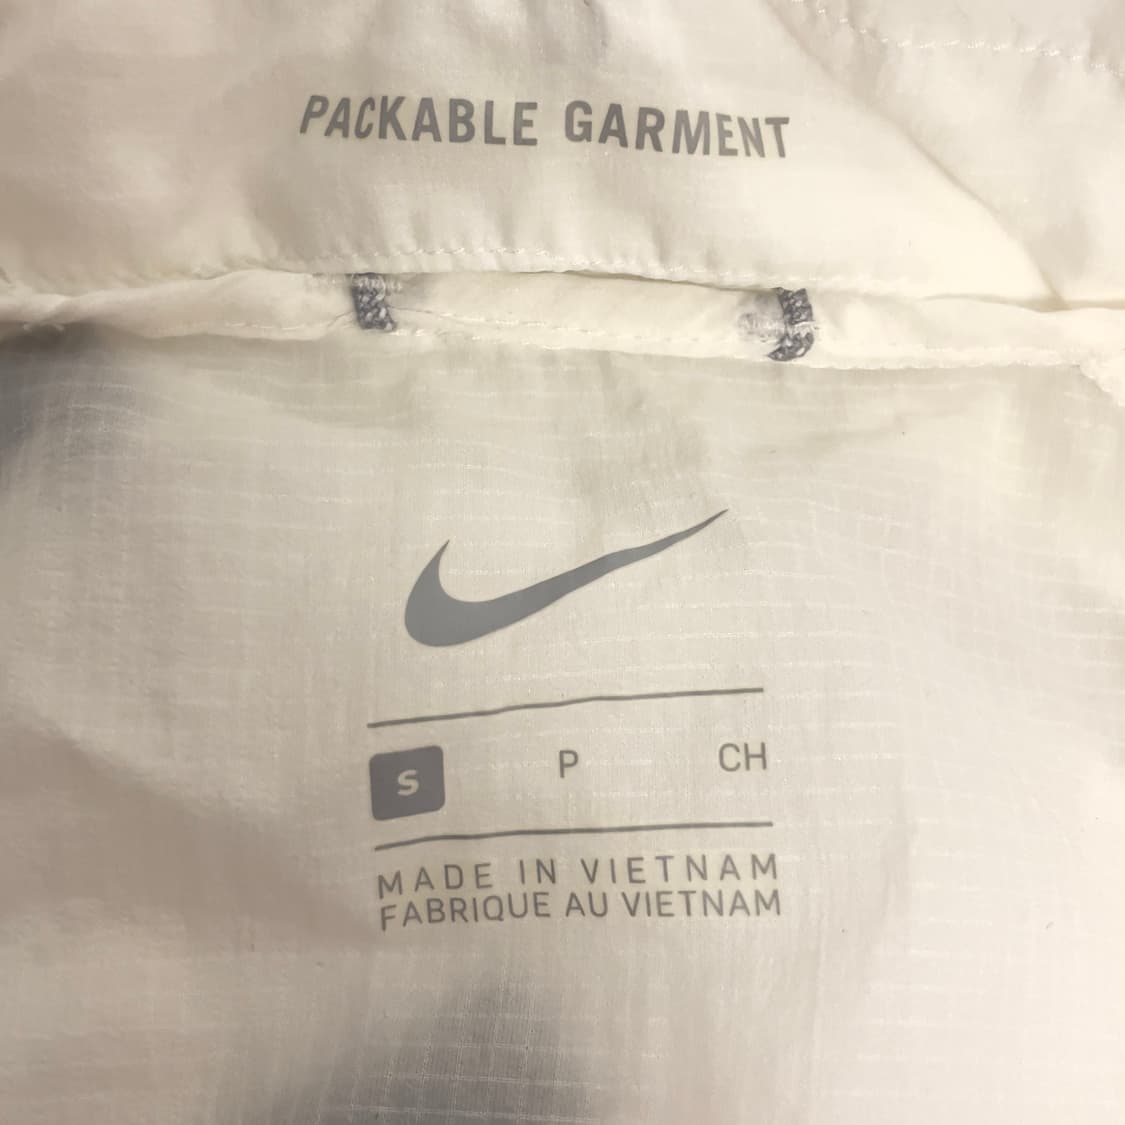 PACKABLE GARMENT
S P CH
MADE IN VIETNAM
FABRIQUE AU VIETNAM